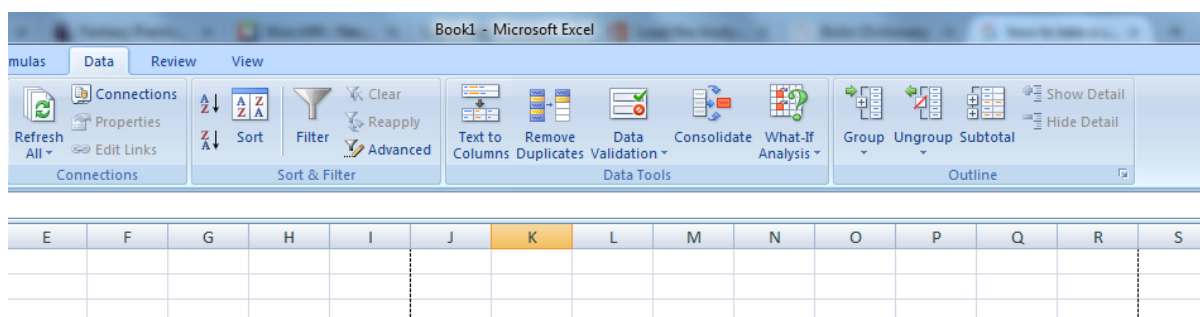 Book1 - Microsoft Excel
mulas Data Review View
Connections
Properties
Edit Links
Refresh
All
Connections
A
Z
Z
A
A Z
Z A
Sort
Filter
Clear
Reapply
Advanced
Sort & Filter
Text to
Columns
Remove
Duplicates
Data
Validation
Consolidate
What-If
Analysis
Data Tools
Group
Ungroup
Subtotal
Show Detail
Hide Detail
Outline
E F G H I J K L M N O P Q R S